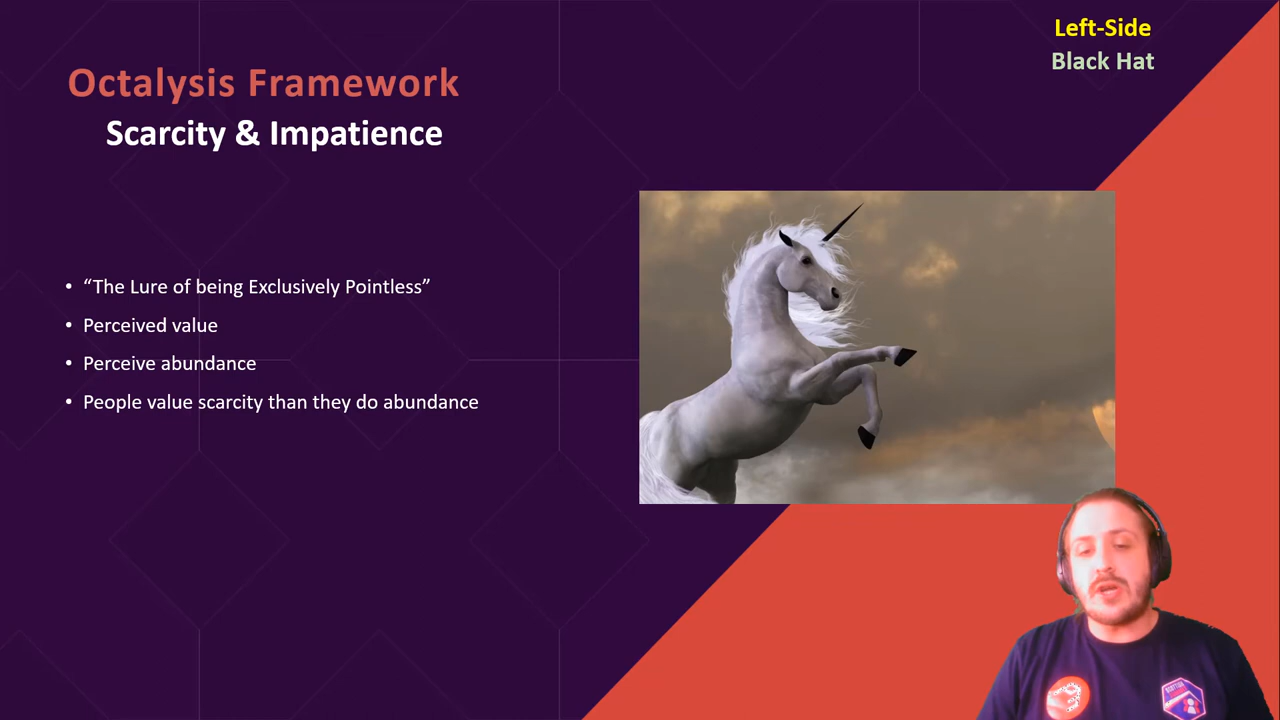 Left-Side
Black Hat
Octalysis Framework
Scarcity & Impatience
• “The Lure of being Exclusively Pointless”
• Perceived value
• Perceive abundance
• People value scarcity than they do abundance